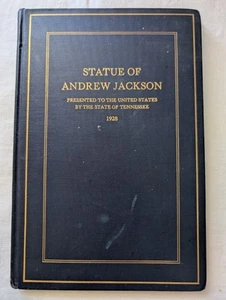 STATUE OF
ANDREW JACKSON
PRESENTED TO THE UNITED STATES
BY THE STATE OF TENNESSEE
1928